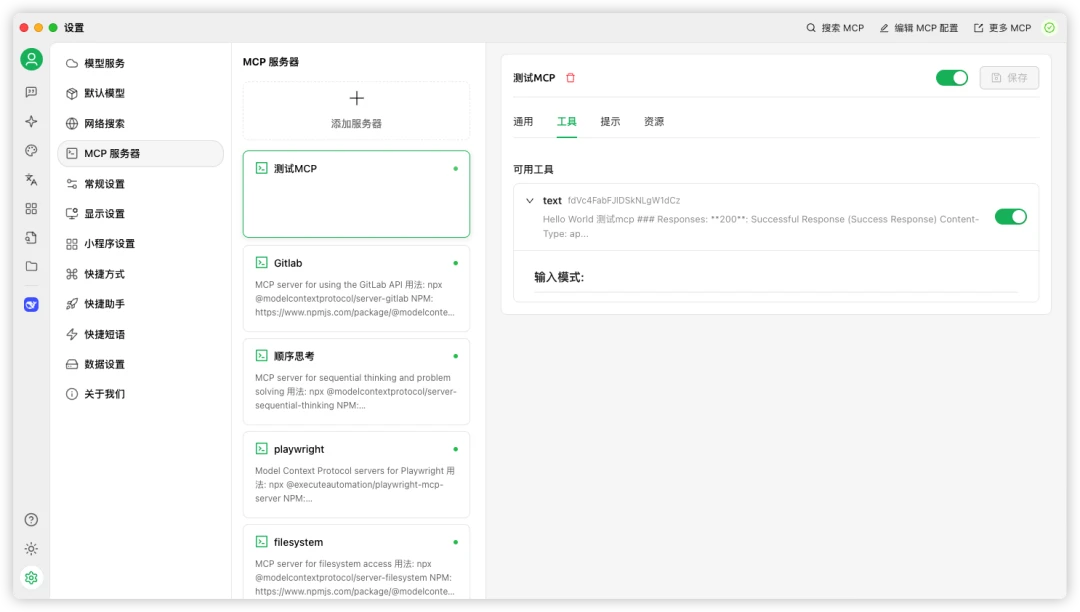 设置
搜索 MCP
编辑 MCP 配置
更多 MCP
模型服务
默认模型
网络搜索
MCP 服务器
常规设置
显示设置
小程序设置
快捷方式
快捷助手
快捷短语
数据设置
关于我们
MCP 服务器
添加服务器
测试MCP
Gitlab
MCP server for using the GitLab API 用法: npx
@modelcontextprotocol/server-gitlab NPM:
https://www.npmjs.com/package/@modelconte...
顺序思考
MCP server for sequential thinking and problem
solving 用法: npx @modelcontextprotocol/server-
sequential-thinking NPM:...
playwright
Model Context Protocol servers for Playwright 用
法: npx @executeautomation/playwright-mcp-
server NPM:...
filesystem
MCP server for filesystem access 用法: npx
@modelcontextprotocol/server-filesystem NPM:
https://www.npmjs.com/package/@modelconte...
测试MCP
保存
通用
工具
提示
资源
可用工具
text fdVc4FabFJIDSkNLgW1dCz
Hello World 测试mcp ### Responses: **200**: Successful Response (Success Response) Content-
Type: ap...
输入模式: